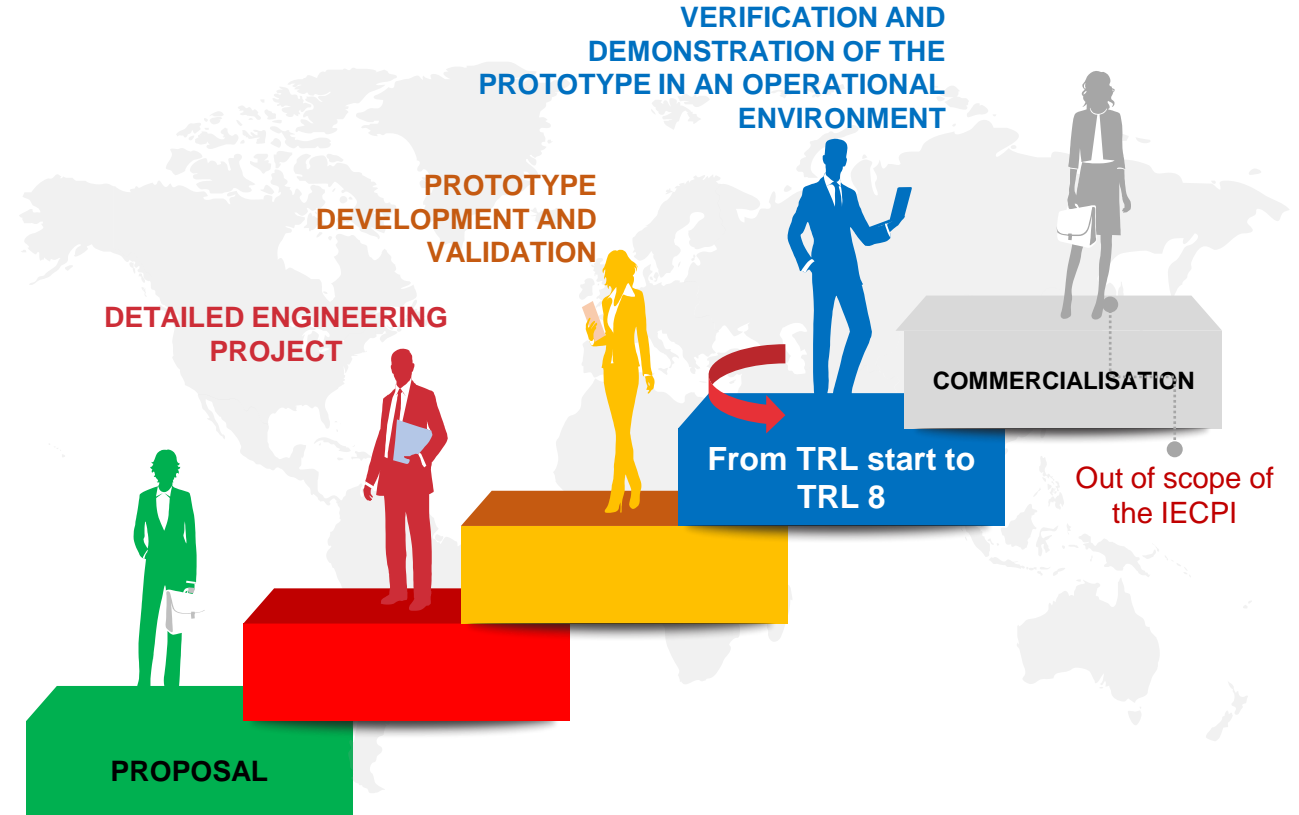 VERIFICATION AND
DEMONSTRATION OF THE
PROTOTYPE IN AN OPERATIONAL
ENVIRONMENT
PROTOTYPE
DEVELOPMENT AND
VALIDATION
DETAILED ENGINEERING
PROJECT
COMMERCIALISATION
From TRL start to
TRL 8
Out of scope of
the IECPI
PROPOSAL